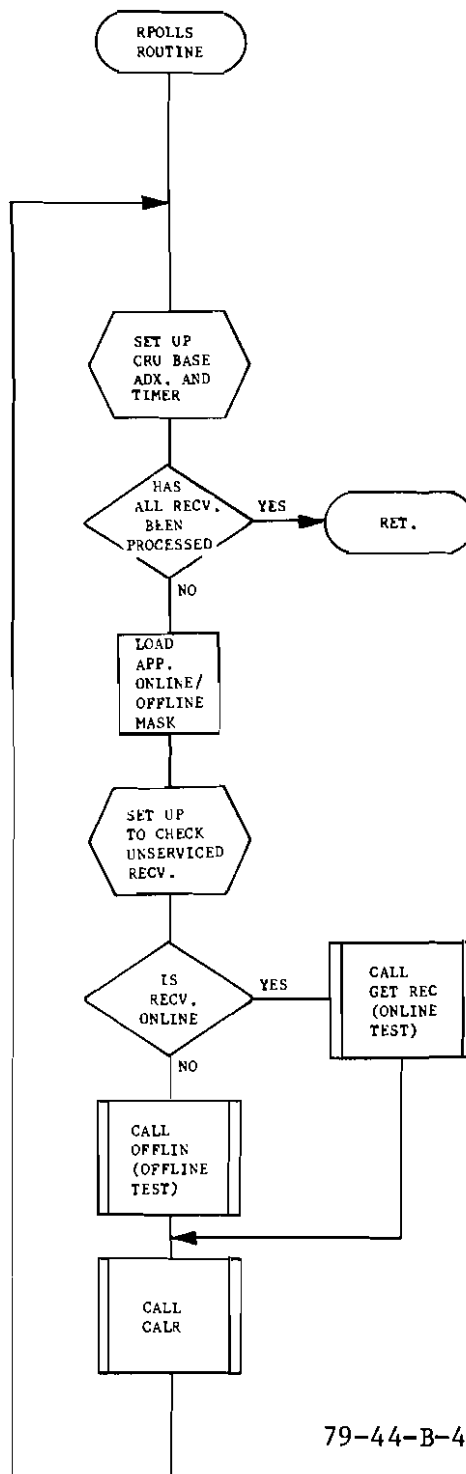 RPOLLS
ROUTINE
SET UP
CRU BASE
ADX. AND
TIMER
HAS
ALL RECV.
BEEN
PROCESSED
YES
RET.
NO
LOAD
APP.
ONLINE/
OFFLINE
MASK
SET UP
TO CHECK
UNSERVICED
RECV.
IS
RECV.
ONLINE
YES
CALL
GET REC
(ONLINE
TEST)
NO
CALL
OFFLIN
(OFFLINE
TEST)
CALL
CALR
79-44-B-4